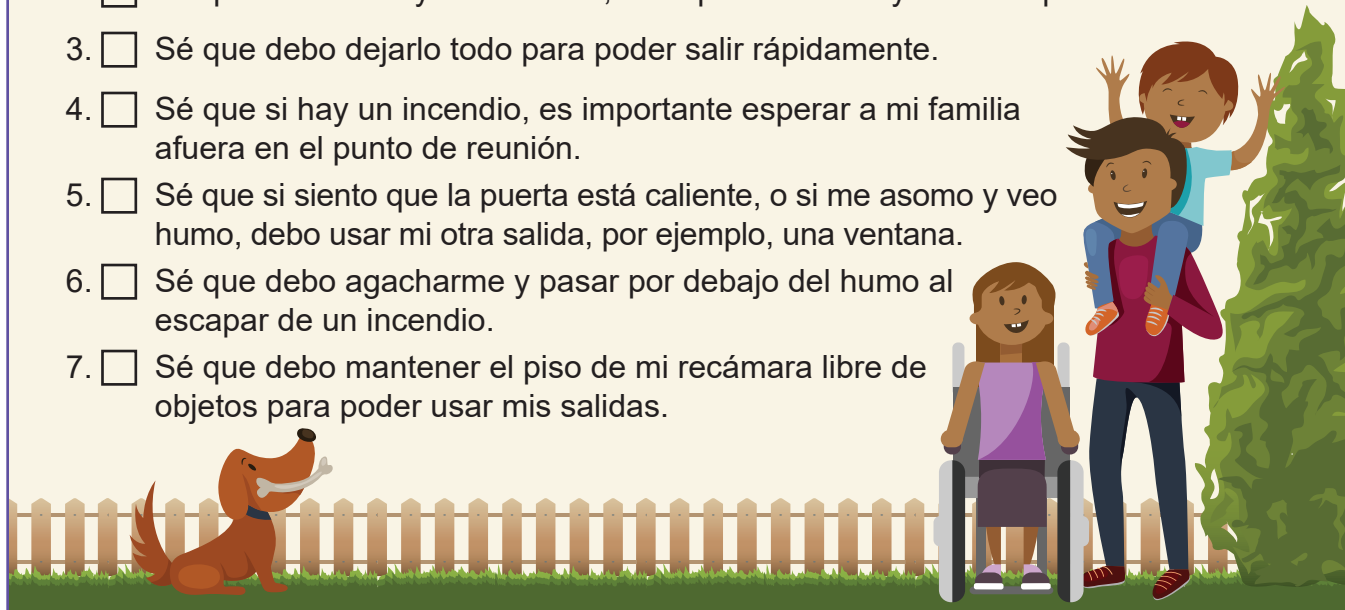 3. Sé que debo dejarlo todo para poder salir rápidamente.
4. Sé que si hay un incendio, es importante esperar a mi familia
afuera en el punto de reunión.
5. Sé que si siento que la puerta está caliente, o si me asomo y veo
humo, debo usar mi otra salida, por ejemplo, una ventana.
6. Sé que debo agacharme y pasar por debajo del humo al
escapar de un incendio.
7. Sé que debo mantener el piso de mi recámara libre de
objetos para poder usar mis salidas.